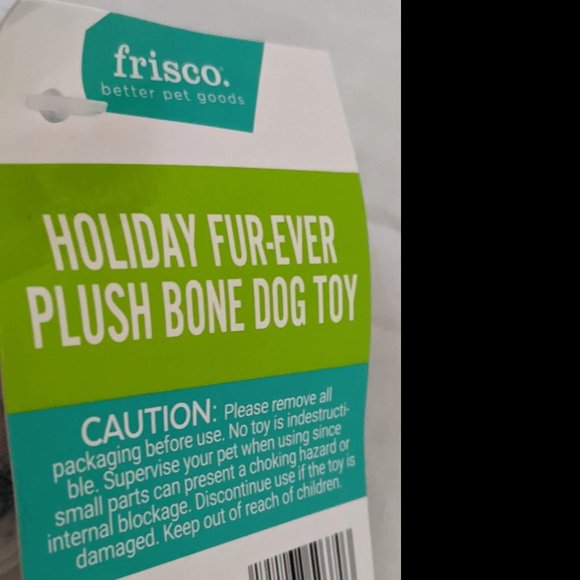 frisco.
better pet goods
HOLIDAY FUR-EVER
PLUSH BONE DOG TOY
CAUTION: Please remove all
packaging before use. No toy is indestructi-
ble. Supervise your pet when using since
small parts can present a choking hazard or
internal blockage. Discontinue use if the toy is
damaged. Keep out of reach of children.